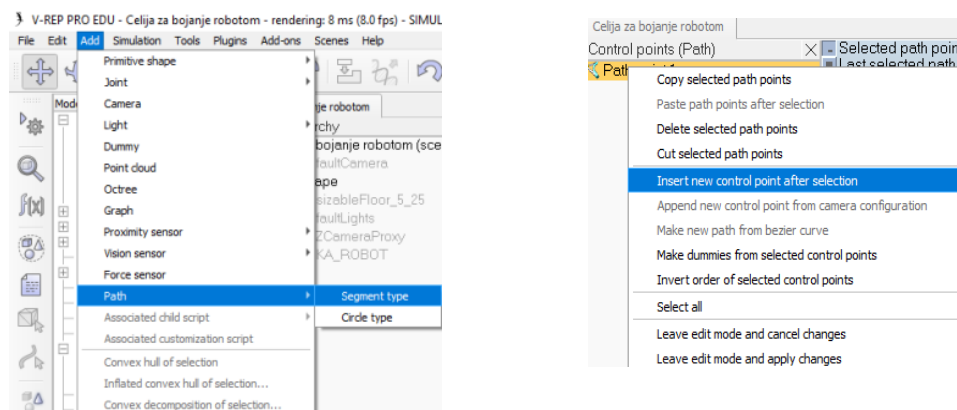 V-REP PRO EDU - Celija za bojanje robotom - rendering: 8 ms (8.0 fps) - SIMUL
File Edit Add Simulation Tools Plugins Add-ons Scenes Help
Primitive shape
Joint
Camera
Light
Dummy
Point cloud
Octree
Graph
Proximity sensor
Vision sensor
Force sensor
Path
Associated child script
Associated customization script
Convex hull of selection
Inflated convex hull of selection...
Convex decomposition of selection...
Segment type
Circle type
Mod
f(x)
je robotom
rchy
bojanje robotom (sce
faultCamera
ape
sizableFloor_5_25
faultLights
ZCameraProxy
KA_ROBOT
Celija za bojanje robotom
Control points (Path)
Path
Selected path poin
Last selected path
Copy selected path points
Paste path points after selection
Delete selected path points
Cut selected path points
Insert new control point after selection
Append new control point from camera configuration
Make new path from bezier curve
Make dummies from selected control points
Invert order of selected control points
Select all
Leave edit mode and cancel changes
Leave edit mode and apply changes